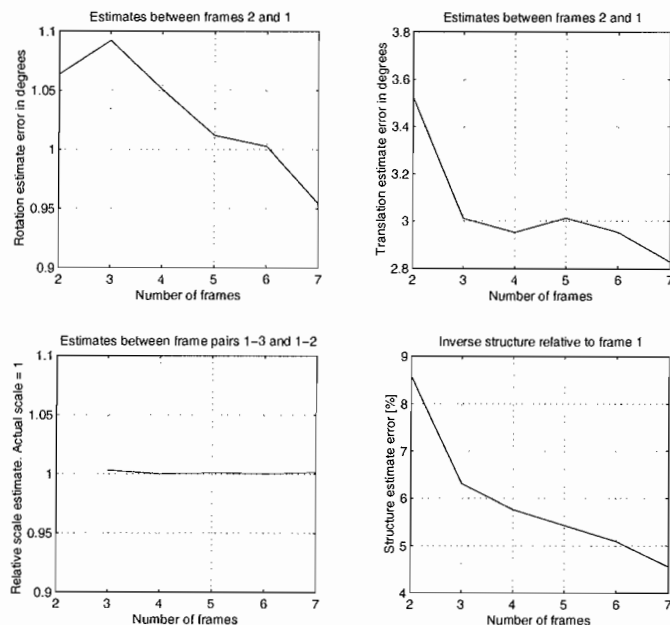 Estimates between frames 2 and 1
1.1
1.05
1
0.95
0.9
Rotation estimate error in degrees
2 3 4 5 6 7
Number of frames
Estimates between frames 2 and 1
3.8
3.6
3.4
3.2
3
2.8
Translation estimate error in degrees
2 3 4 5 6 7
Number of frames
Estimates between frame pairs 1−3 and 1−2
1.1
1.05
1
0.95
0.9
Relative scale estimate. Actual scale = 1
2 3 4 5 6 7
Number of frames
Inverse structure relative to frame 1
9
8
7
6
5
4
Structure estimate error [%]
2 3 4 5 6 7
Number of frames